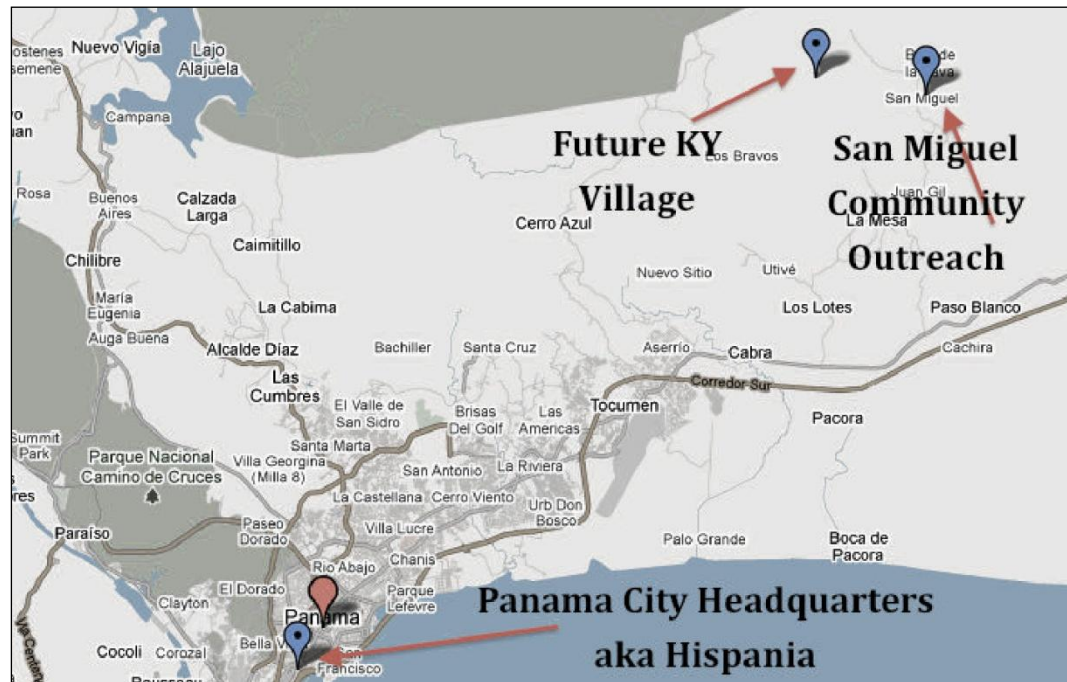 Nuevo Vigía
Lajo
Alajuela
Campana
Rosa
Buenos
Aires
Calzada
Larga
Caimitillo
Chilibre
María
Eugenia
Auga Buena
La Cabima
Alcalde Díaz
Las
Cumbres
Future KY
Village
San Miguel
San Miguel
Community
Outreach
Los Bravos
Juan Gil
La Mesa
Cerro Azul
Nuevo Sitio
Utivé
Los Lotes
Paso Blanco
Cachira
Bachiller
Santa Cruz
Aserrío
Cabra
Corredor Sur
Tocumen
Pacora
El Valle de
San Sidro
Brisas
Del Golf
Las
Americas
Summit
Park
Parque Nacional
Camino de Cruces
Santa Marta
Villa Georgina
(Milla 8)
San Antonio
La Riviera
La Castellana
Cerro Viento
Urb Don
Bosco
Paraíso
Paseo
Dorado
Villa Lucre
Chanis
Palo Grande
Boca de
Pacora
Rio Abajo
El Dorado
Parque
Lefevre
Clayton
Panamá
Bella
San
Francisco
Cocoli
Corozal
Panama City Headquarters
aka Hispania